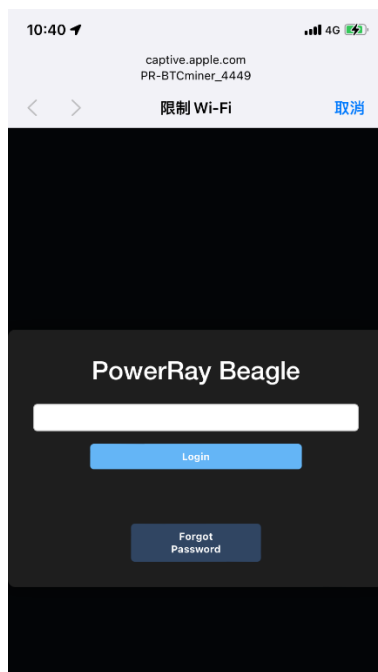 10:40
4G
captive.apple.com
PR-BTCminer_4449
限制 Wi-Fi
取消
PowerRay Beagle
Login
Forgot
Password